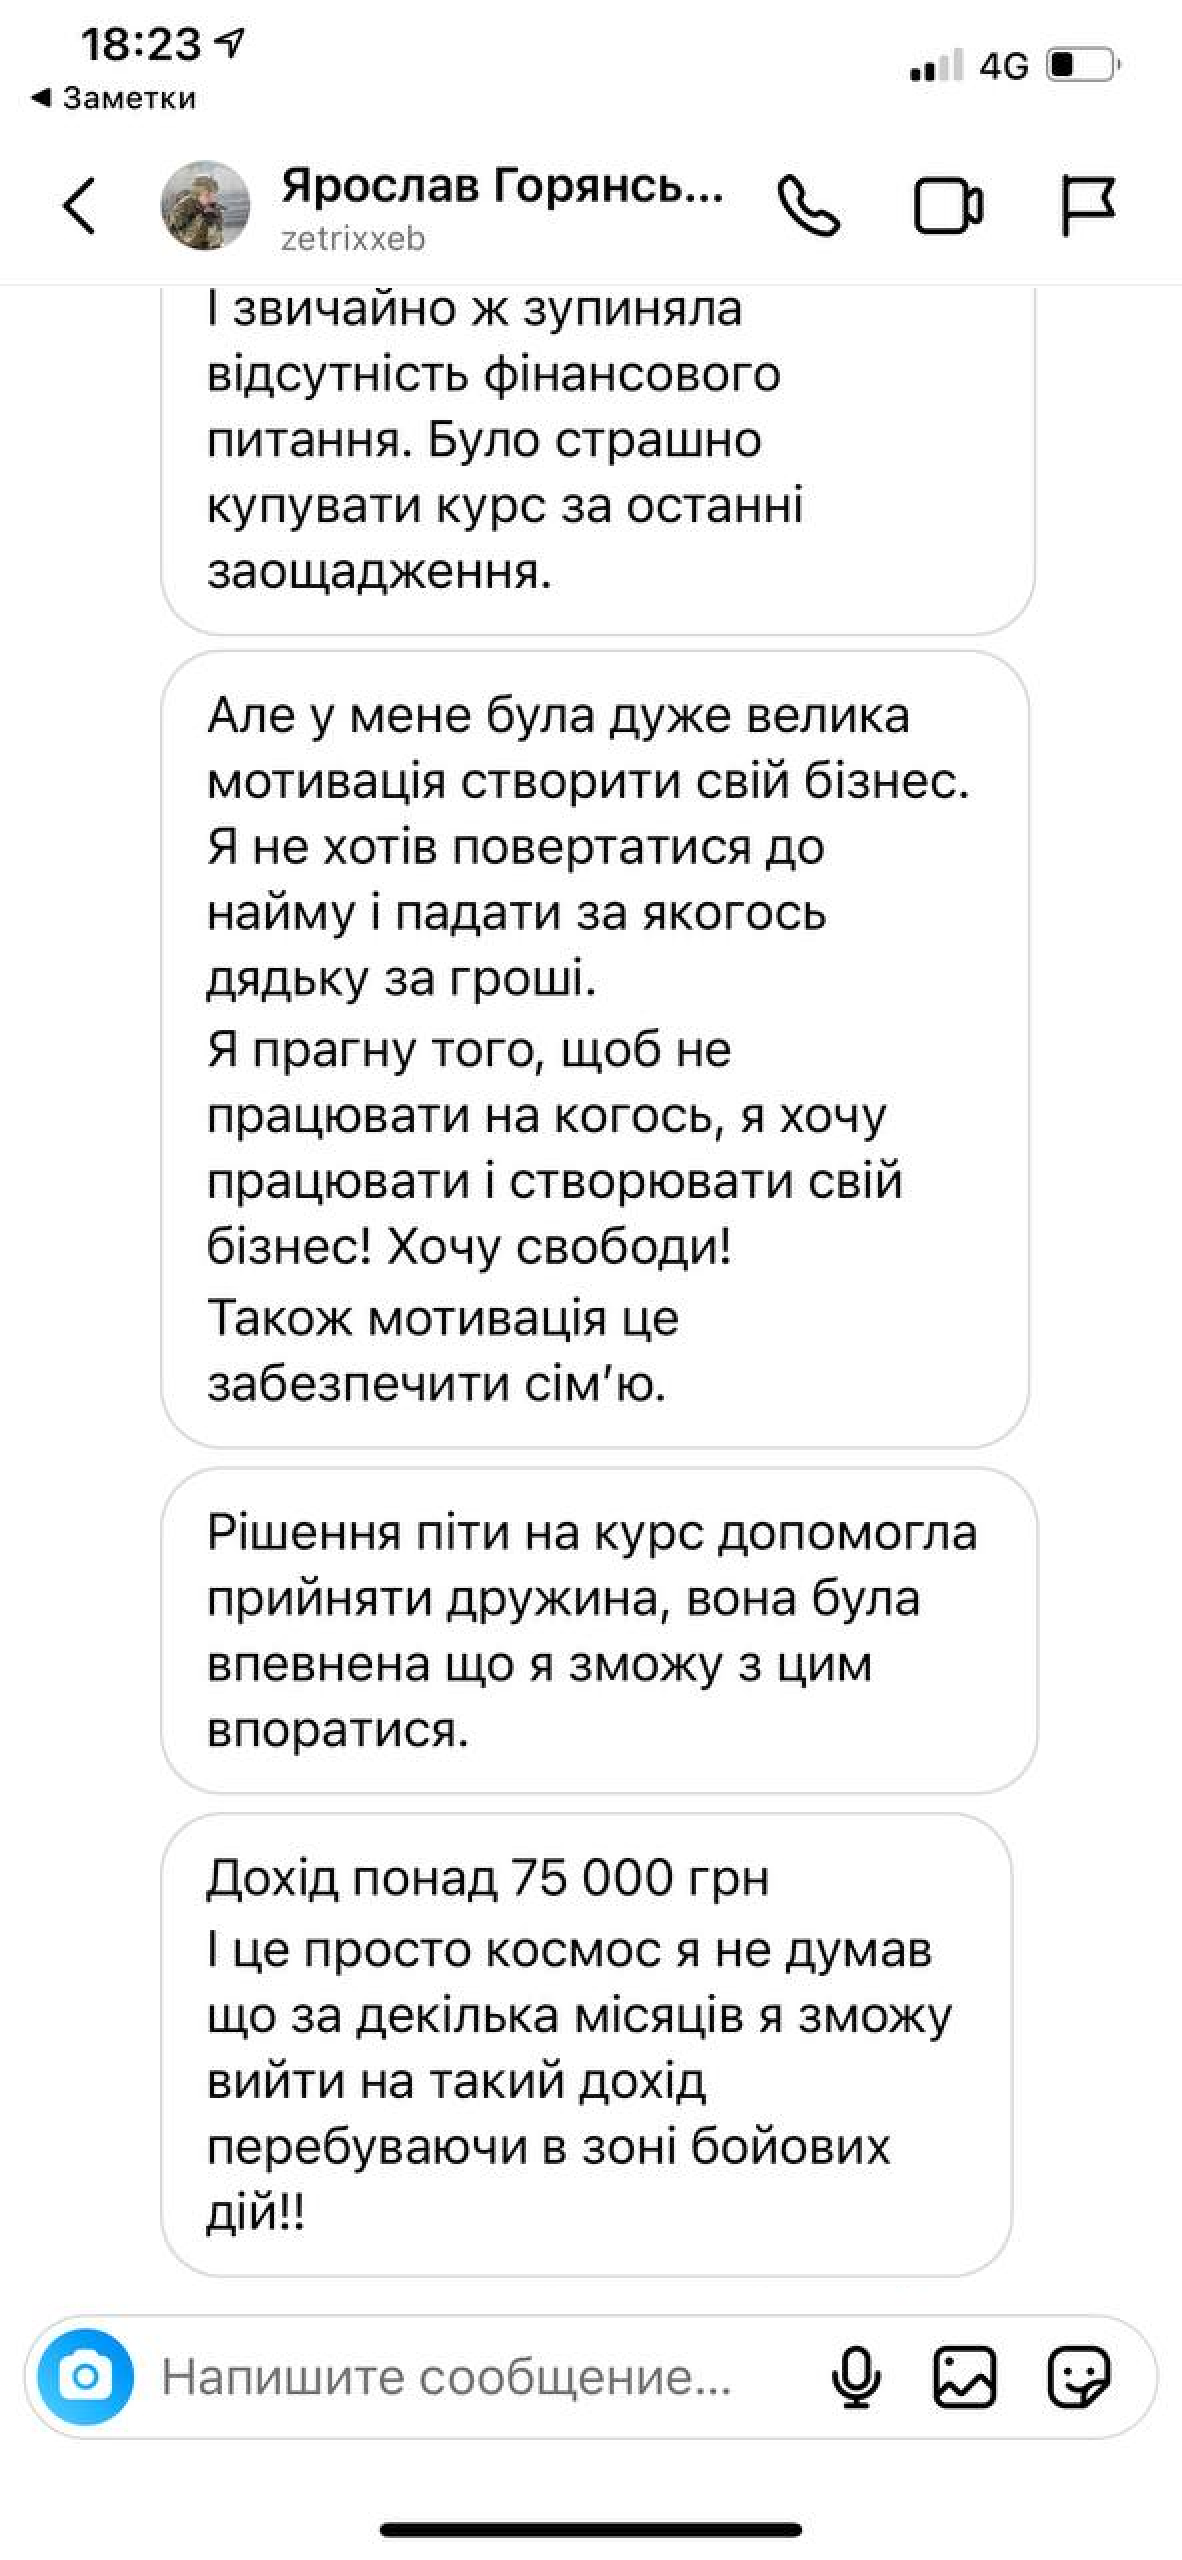 18:23
4G
◀ Заметки
Ярослав Горянсь...
zetrixxeb
І звичайно ж зупиняла
відсутність фінансового
питання. Було страшно
купувати курс за останні
заощадження.
Але у мене була дуже велика
мотивація створити свій бізнес.
Я не хотів повертатися до
найму і падати за якогось
дядьку за гроші.
Я прагну того, щоб не
працювати на когось, я хочу
працювати і створювати свій
бізнес! Хочу свободи!
Також мотивація це
забезпечити сім’ю.
Рішення піти на курс допомогла
прийняти дружина, вона була
впевнена що я зможу з цим
впоратися.
Дохід понад 75 000 грн
І це просто космос я не думав
що за декілька місяців я зможу
вийти на такий дохід
перебуваючи в зоні бойових
дій!!
Напишите сообщение...